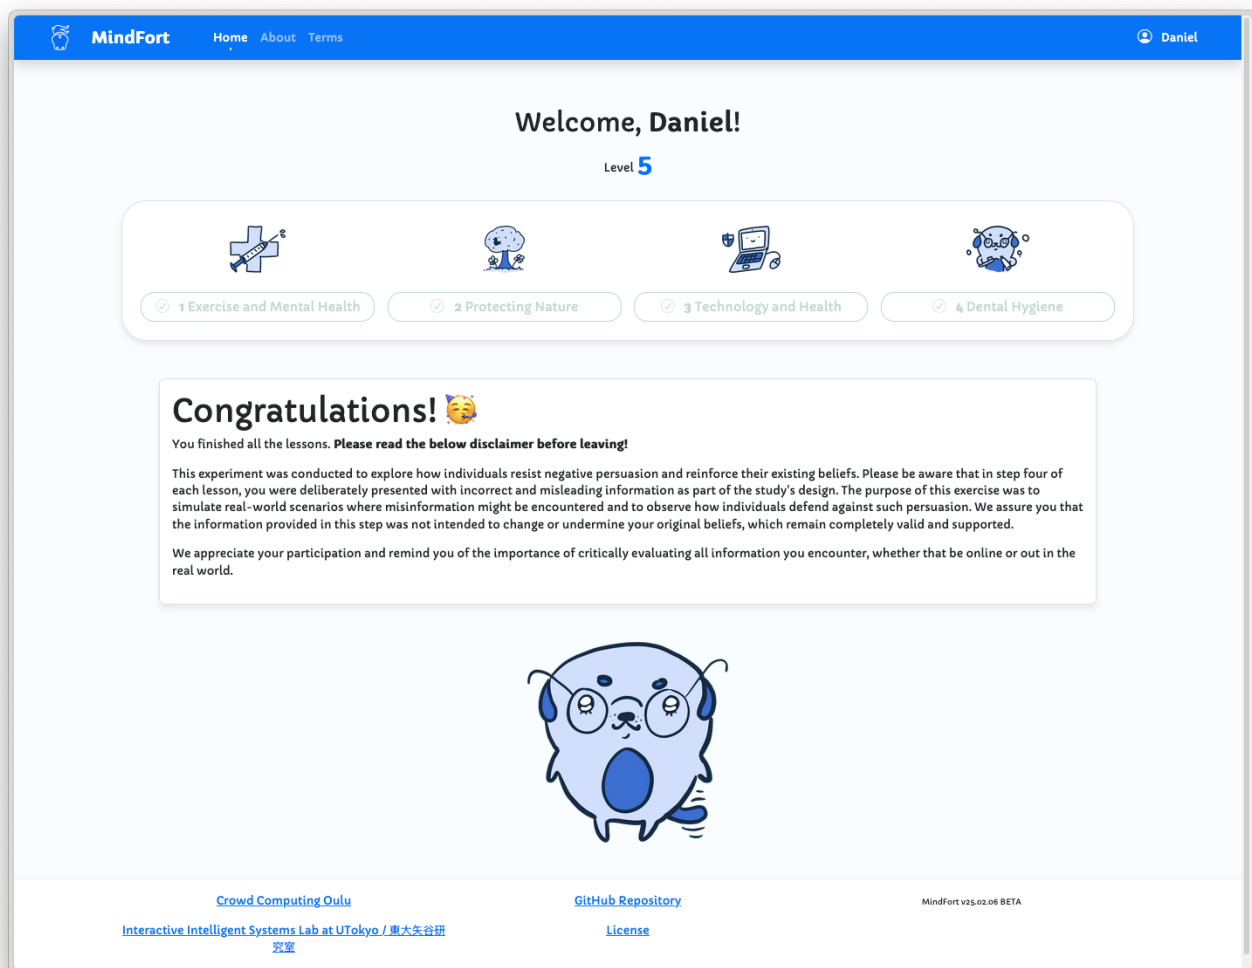 MindFort Home About Terms Daniel
Welcome, Daniel!
Level 5
1 Exercise and Mental Health
2 Protecting Nature
3 Technology and Health
4 Dental Hygiene
Congratulations! 🥳
You finished all the lessons. Please read the below disclaimer before leaving!
This experiment was conducted to explore how individuals resist negative persuasion and reinforce their existing beliefs. Please be aware that in step four of
each lesson, you were deliberately presented with incorrect and misleading information as part of the study's design. The purpose of this exercise was to
simulate real-world scenarios where misinformation might be encountered and to observe how individuals defend against such persuasion. We assure you that
the information provided in this step was not intended to change or undermine your original beliefs, which remain completely valid and supported.
We appreciate your participation and remind you of the importance of critically evaluating all information you encounter, whether that be online or out in the
real world.
Crowd Computing Oulu
Interactive Intelligent Systems Lab at UTokyo / 東大矢谷研
究室
GitHub Repository
License
MindFort v25.02.06 BETA